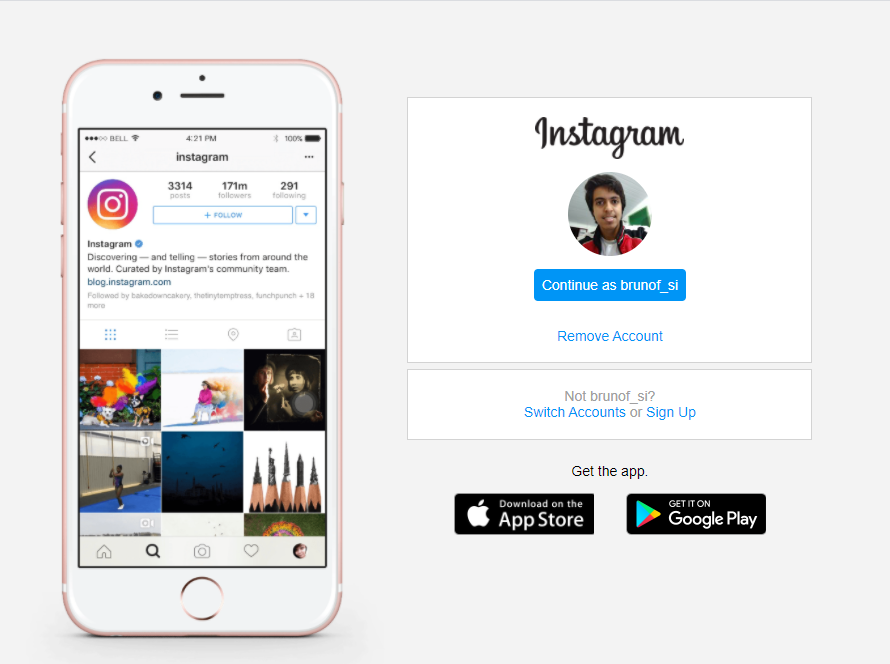 BELL
4:21 PM
100%
instagram
3314
171m
291
posts
followers
following
+ FOLLOW
Instagram
Discovering — and telling — stories from around the
world. Curated by Instagram's community team.
blog.instagram.com
Followed by bakedowncakery, thetinytemptress, funchpunch + 18
more
Instagram
Continue as brunof_si
Remove Account
Not brunof_si?
Switch Accounts or Sign Up
Get the app.
Download on the
App Store
GET IT ON
Google Play